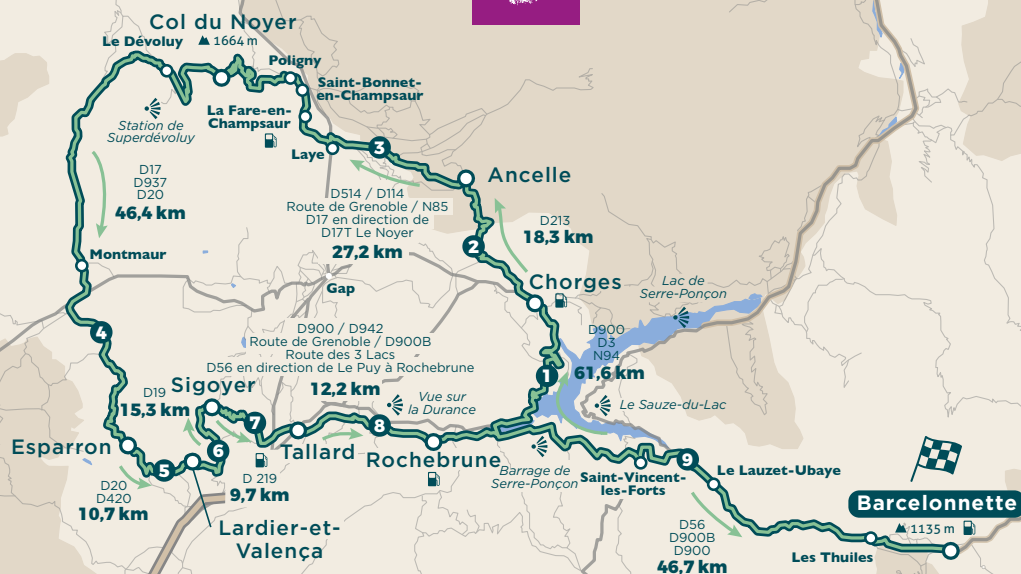 Col du Noyer
1664 m
Le Dévoluy
Poligny
Saint-Bonnet-
en-Champsaur
La Fare-en-
Champsaur
Station de
Superdévoluy
Laye
3
Ancelle
D17
D937
D20
46,4 km
D514 / D114
Route de Grenoble / N85
D17 en direction de
D17T Le Noyer
27,2 km
D213
18,3 km
2
Montmaur
Gap
Chorges
Lac de
Serre-Ponçon
4
D900 / D942
Route de Grenoble / D900B
Route des 3 Lacs
D56 en direction de Le Puy à Rochebrune
12,2 km
D900
D3
N94
61,6 km
1
D19
15,3 km
Sigoyer
Vue sur
la Durance
Le Sauze-du-Lac
7
8
Esparron
6
Tallard
Rochebrune
5
Barrage de
Serre-Ponçon
Saint-Vincent-
les-Forts
9
Le Lauzet-Ubaye
D20
D420
10,7 km
D 219
9,7 km
Lardier-et-
Valença
Barcelonnette
1135 m
D56
D900B
D900
46,7 km
Les Thuiles